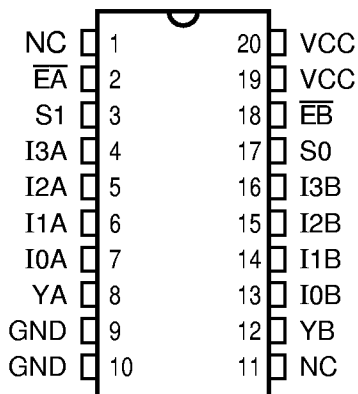 NC 1 20 VCC
E̅A̅ 2 19 VCC
S1 3 18 E̅B̅
I3A 4 17 S0
I2A 5 16 I3B
I1A 6 15 I2B
I0A 7 14 I1B
YA 8 13 I0B
GND 9 12 YB
GND 10 11 NC